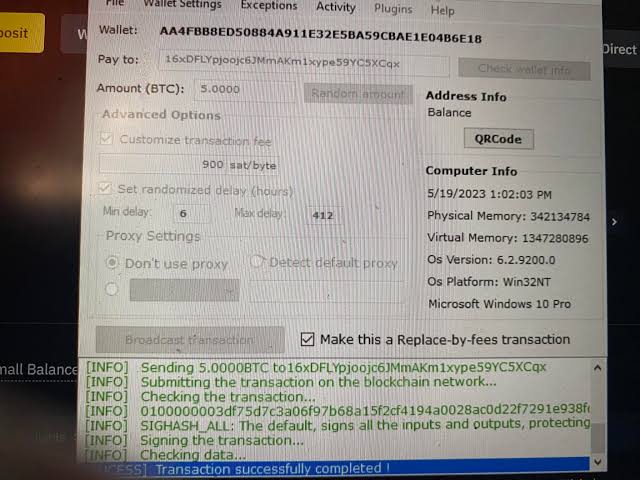 File Wallet Settings Exceptions Activity Plugins Help
posit
Direct
Wallet: AA4FBB8ED50884A911E32E5BA59CBAE1E04B6E18
Pay to: 16xDFLYpjoojc6JMmAKm1xype59YC5XCqx
Check wallet info
Amount (BTC): 5.0000
Random amount
Address Info
Balance
QRCode
Advanced Options
Customize transaction fee
900 sat/byte
Set randomized delay (hours)
Min delay: 6 Max delay: 412
Proxy Settings
Don't use proxy Detect default proxy
Computer Info
5/19/2023 1:02:03 PM
Physical Memory: 342134784
Virtual Memory: 1347280896
Os Version: 6.2.9200.0
Os Platform: Win32NT
Microsoft Windows 10 Pro
Broadcast transaction
Make this a Replace-by-fees transaction
mall Balance
[INFO] Sending 5.0000BTC to16xDFLYpjoojc6JMmAKm1xype59YC5XCqx
[INFO] Submitting the transaction on the blockchain network...
[INFO] Checking the transaction...
[INFO] 0100000003df75d7c3a06f97b68a15f2cf4194a0028ac0d22f7291e938f
[INFO] SIGHASH_ALL: The default, signs all the inputs and outputs, protecting
[INFO] Signing the transaction...
[INFO] Checking data...
UCESS] Transaction successfully completed !